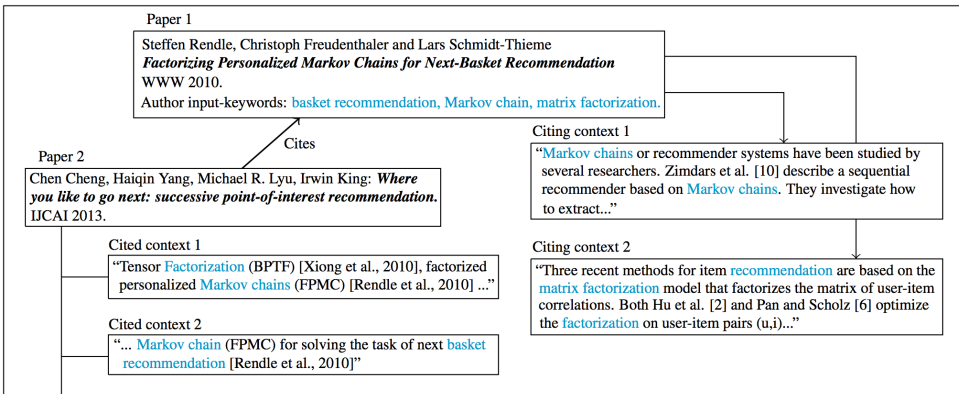 Paper 1
Steffen Rendle, Christoph Freudenthaler and Lars Schmidt-Thieme
Factorizing Personalized Markov Chains for Next-Basket Recommendation
WWW 2010.
Author input-keywords: basket recommendation, Markov chain, matrix factorization.
Cites
Paper 2
Chen Cheng, Haiqin Yang, Michael R. Lyu, Irwin King: Where
you like to go next: successive point-of-interest recommendation.
IJCAI 2013.
Cited context 1
“Tensor Factorization (BPTF) [Xiong et al., 2010], factorized
personalized Markov chains (FPMC) [Rendle et al., 2010] ...”
Cited context 2
“... Markov chain (FPMC) for solving the task of next basket
recommendation [Rendle et al., 2010]”
Citing context 1
“Markov chains or recommender systems have been studied by
several researchers. Zimdars et al. [10] describe a sequential
recommender based on Markov chains. They investigate how
to extract...”
Citing context 2
“Three recent methods for item recommendation are based on the
matrix factorization model that factorizes the matrix of user-item
correlations. Both Hu et al. [2] and Pan and Scholz [6] optimize
the factorization on user-item pairs (u,i)...”